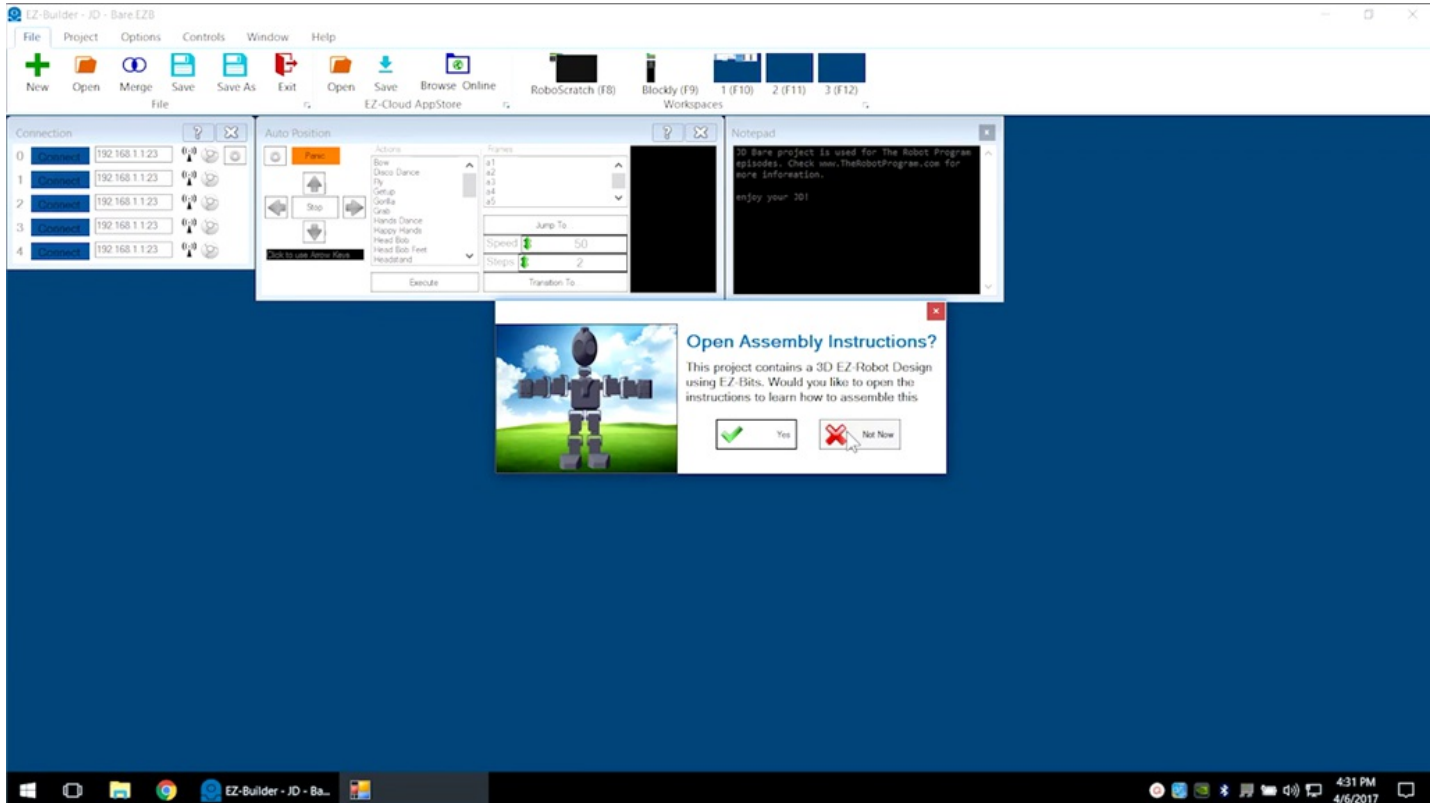 EZ-Builder - JD - Bare.EZB
File Project Options Controls Window Help
New Open Merge Save Save As Exit Open Save Browse Online RoboScratch (F8) Blockly (F9) 1 (F10) 2 (F11) 3 (F12)
File EZ-Cloud AppStore Workspaces
Connection
0 Connect 192.168.1.1:23
1 Connect 192.168.1.1:23
2 Connect 192.168.1.1:23
3 Connect 192.168.1.1:23
4 Connect 192.168.1.1:23
Auto Position
Panic
Stop
Click to use Arrow Keys
Actions
Bow
Disco Dance
Fly
Getup
Gorilla
Grab
Hands Dance
Happy Hands
Head Bob
Head Bob Feet
Headstand
Execute
Frames
a1
a2
a3
a4
a5
Jump To...
Speed 50
Steps 2
Transition To...
Notepad
JD Bare project is used for The Robot Program
episodes. Check www.TheRobotProgram.com for
more information.
enjoy your JD!
Open Assembly Instructions?
This project contains a 3D EZ-Robot Design
using EZ-Bits. Would you like to open the
instructions to learn how to assemble this
Yes Not Now
EZ-Builder - JD - Ba...
4:31 PM
4/6/2017